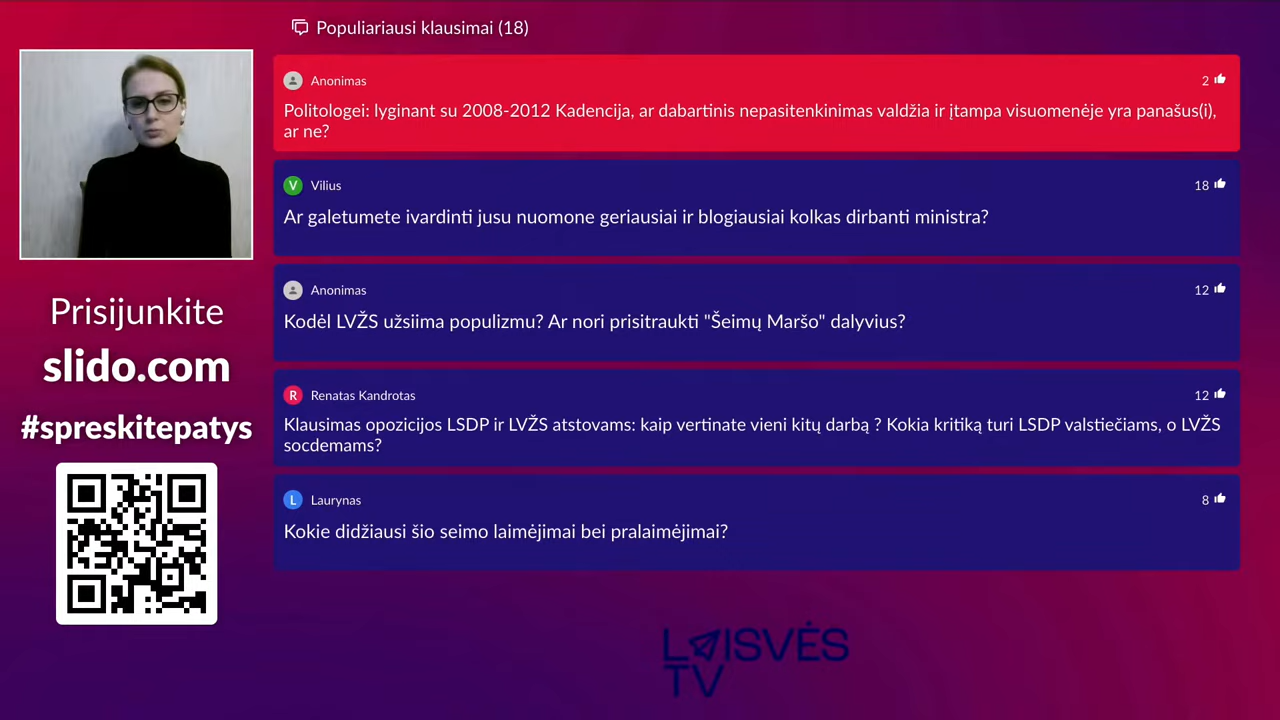 Populiariausi klausimai (18)
Anonimas
2
Politologei: lyginant su 2008-2012 Kadencija, ar dabartinis nepasitenkinimas valdžia ir įtampa visuomenėje yra panašus(i),
ar ne?
V
Vilius
18
Ar galetumete ivardinti jusu nuomone geriausiai ir blogiausiai kolkas dirbanti ministra?
Anonimas
12
Kodėl LVŽS užsiima populizmu? Ar nori prisitraukti "Šeimų Maršo" dalyvius?
R
Renatas Kandrotas
12
Klausimas opozicijos LSDP ir LVŽS atstovams: kaip vertinate vieni kitų darbą ? Kokia kritiką turi LSDP valstiečiams, o LVŽS
socdemams?
L
Laurynas
8
Kokie didžiausi šio seimo laimėjimai bei pralaimėjimai?
Prisijunkite
slido.com
#spreskitepatys
LAISVĖS
TV